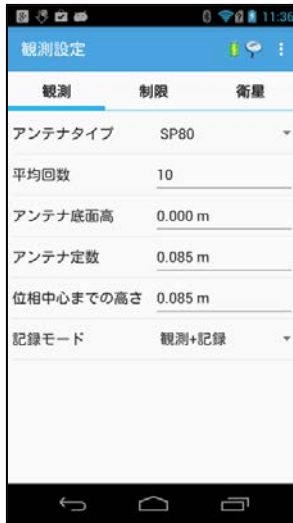 11:36
観測設定
観測 制限 衛星
アンテナタイプ SP80
平均回数 10
アンテナ底面高 0.000 m
アンテナ定数 0.085 m
位相中心までの高さ 0.085 m
記録モード 観測+記録